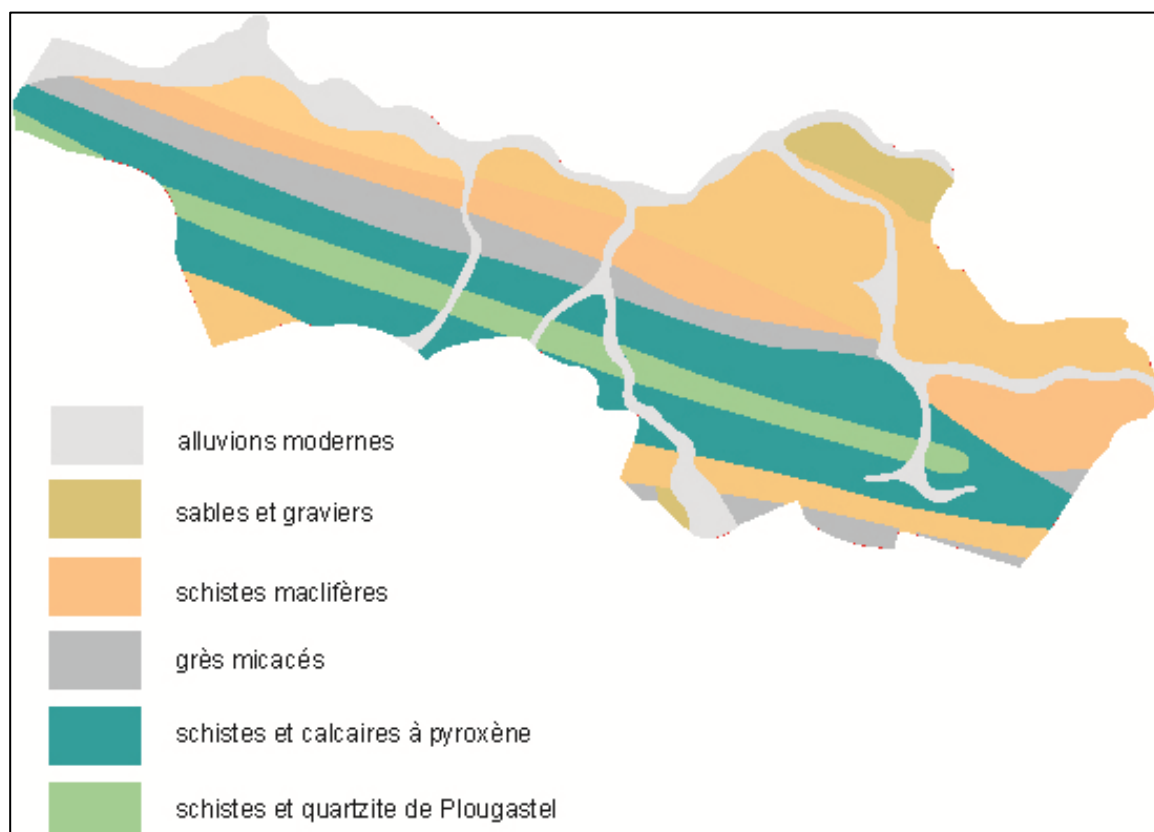 alluvions modernes
sables et graviers
schistes maclifères
grès micacés
schistes et calcaires à pyroxène
schistes et quartzite de Plougastel